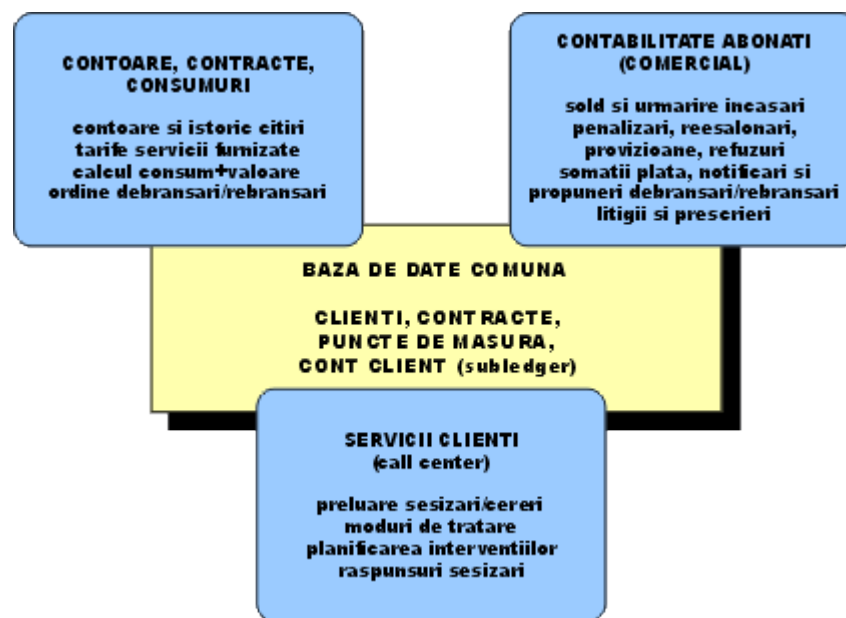 CONTOARE, CONTRACTE,
CONSUMURI
contoare si istoric citiri
tarife servicii furnizate
calcul consum+valoare
ordine debransari/rebransari
CONTABILITATE ABONATI
(COMERCIAL)
sold si urmarire incasari
penalizari, reesalonari,
provizioane, refuzuri
somatii plata, notificari si
propuneri debransari/rebransari
litigii si prescrieri
BAZA DE DATE COMUNA
CLIENTI, CONTRACTE,
PUNCTE DE MASURA,
CONT CLIENT (subledger)
SERVICII CLIENTI
(call center)
preluare sesizari/cereri
moduri de tratare
planificarea interventiilor
raspunsuri sesizari